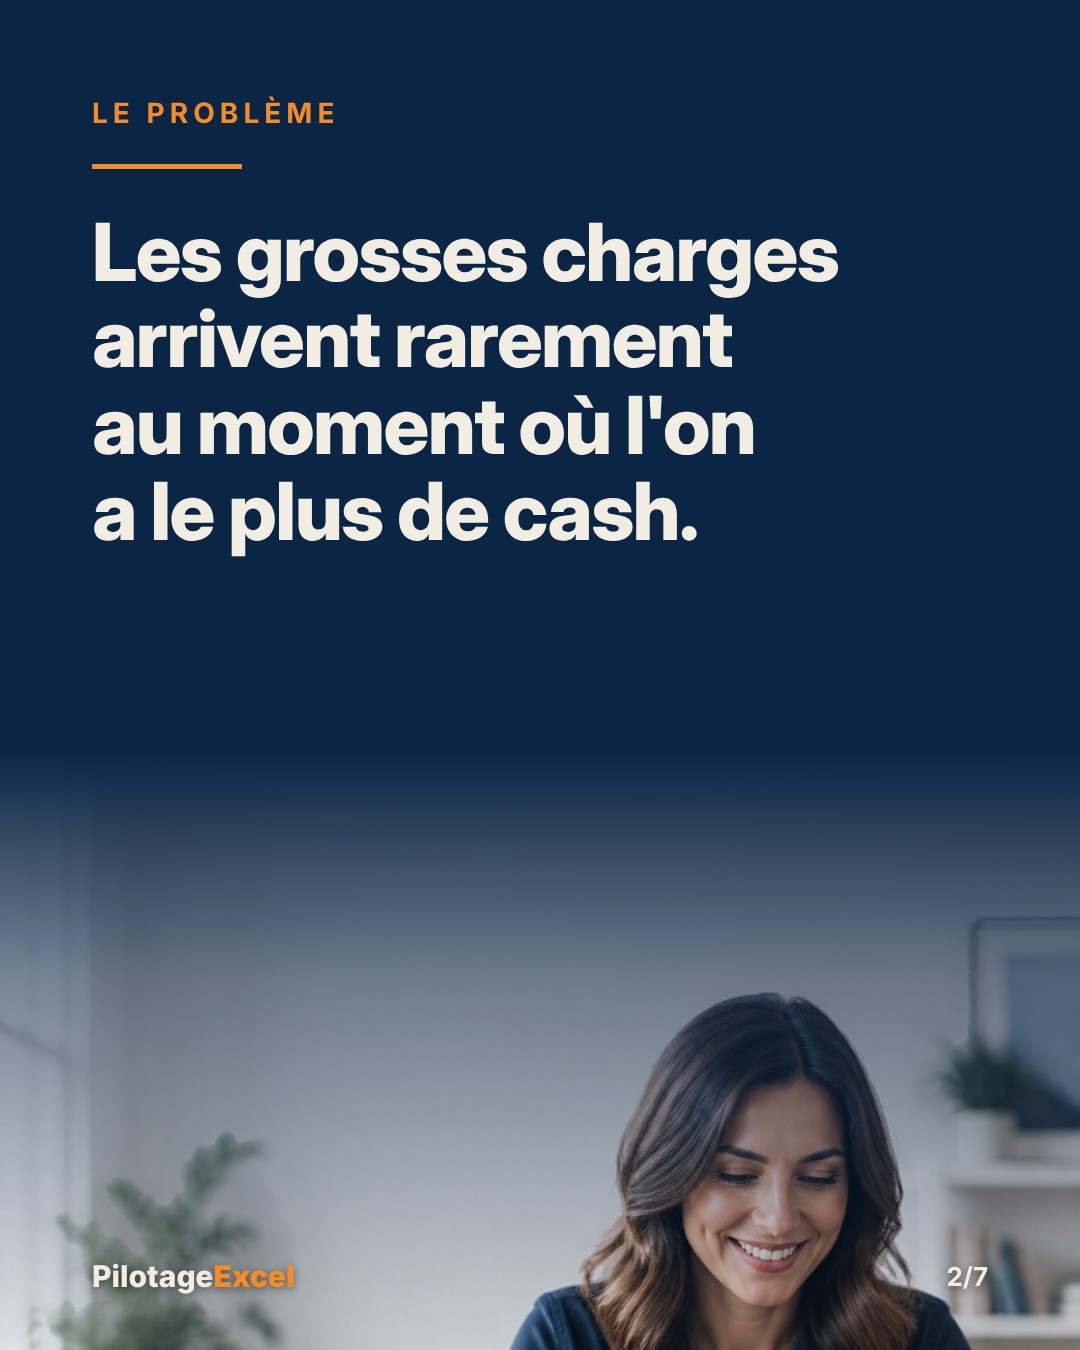 LE PROBLÈME
Les grosses charges
arrivent rarement
au moment où l'on
a le plus de cash.
PilotageExcel
2/7